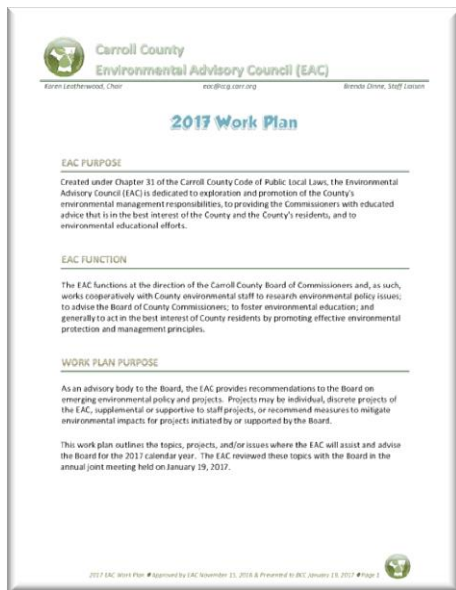 Carroll County
Environmental Advisory Council (EAC)
Karen Leatherwood, Chair eac@ccg.carr.org Brenda Dinne, Staff Liaison
2017 Work Plan
EAC PURPOSE
Created under Chapter 31 of the Carroll County Code of Public Local Laws, the Environmental
Advisory Council (EAC) is dedicated to exploration and promotion of the County's
environmental management responsibilities, to providing the Commissioners with educated
advice that is in the best interest of the County and the County's residents, and to
environmental educational efforts.
EAC FUNCTION
The EAC functions at the direction of the Carroll County Board of Commissioners and, as such,
works cooperatively with County environmental staff to research environmental policy issues;
to advise the Board of County Commissioners; to foster environmental education; and
generally to act in the best interest of County residents by promoting effective environmental
protection and management principles.
WORK PLAN PURPOSE
As an advisory body to the Board, the EAC provides recommendations to the Board on
emerging environmental policy and projects. Projects may be individual, discrete projects of
the EAC, supplemental or supportive to staff projects, or recommend measures to mitigate
environmental impacts for projects initiated by or supported by the Board.
This work plan outlines the topics, projects, and/or issues where the EAC will assist and advise
the Board for the 2017 calendar year. The EAC reviewed these topics with the Board in the
annual joint meeting held on January 19, 2017.
2017 EAC Work Plan Approved by EAC November 15, 2016 & Presented to BCC January 19, 2017 Page 1